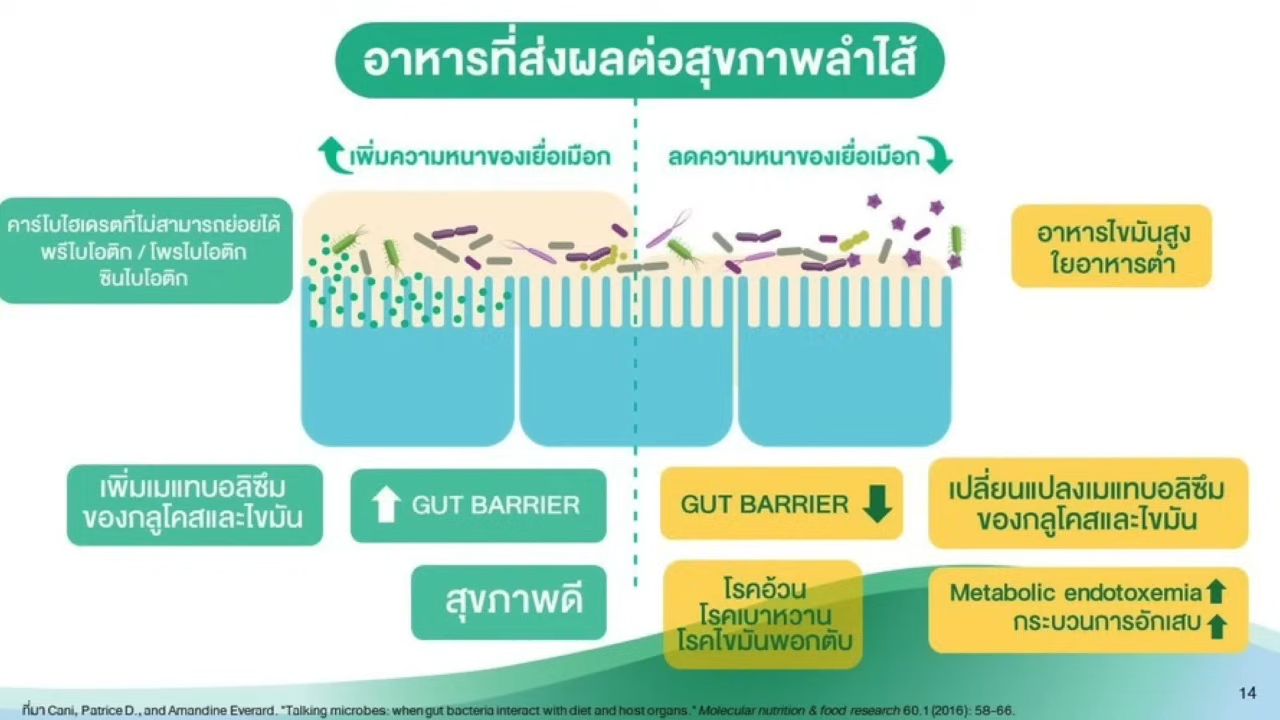 อาหารที่ส่งผลต่อสุขภาพลำไส้
เพิ่มความหนาของเยื่อเมือก
ลดความหนาของเยื่อเมือก
คาร์โบไฮเดรตที่ไม่สามารถย่อยได้
พรีไบโอติก / โพรไบโอติก
ซินไบโอติก
อาหารไขมันสูง
ใยอาหารต่ำ
เพิ่มเมแทบอลิซึม
ของกลูโคสและไขมัน
GUT BARRIER
GUT BARRIER
เปลี่ยนแปลงเมแทบอลิซึม
ของกลูโคสและไขมัน
สุขภาพดี
โรคอ้วน
โรคเบาหวาน
โรคไขมันพอกตับ
Metabolic endotoxemia
กระบวนการอักเสบ
14
ที่มา Cani, Patrice D., and Amandine Everard. "Talking microbes: when gut bacteria interact with diet and host organs." Molecular nutrition & food research 60.1 (2016): 58-66.